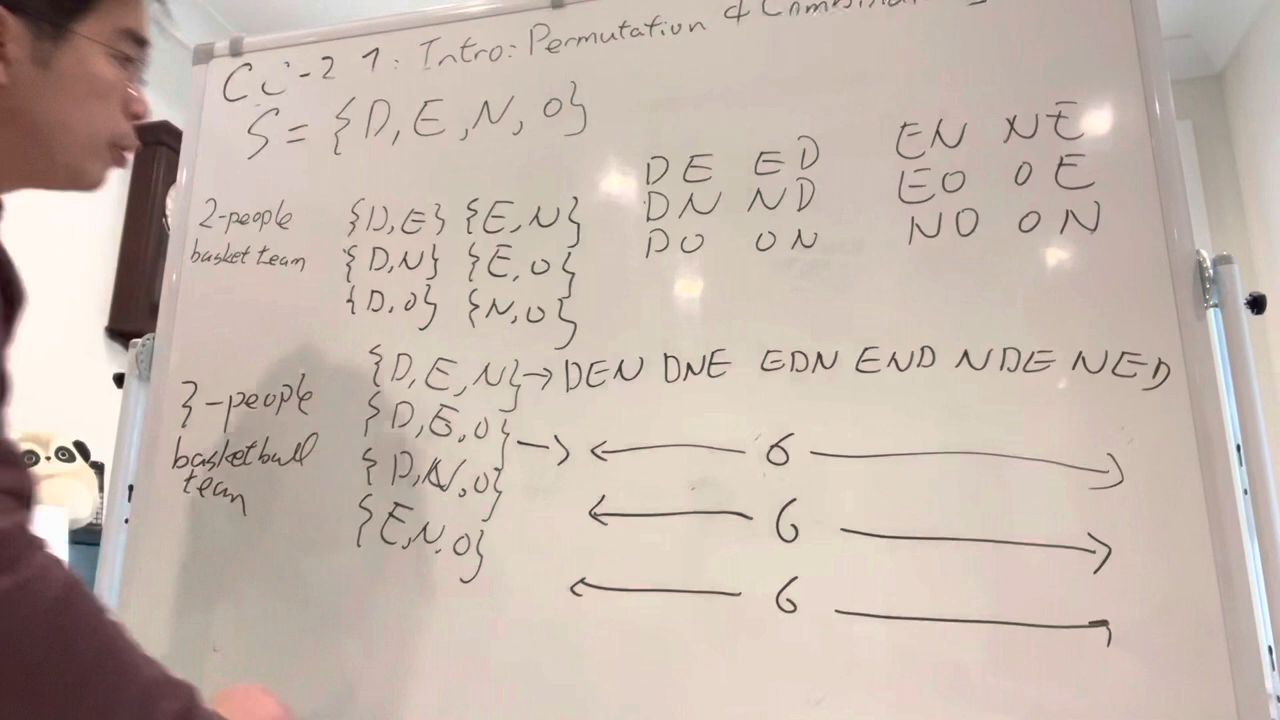 CC-2 1: Intro: Permutation &
S = {D, E, N, O}
2-people basket team
{D, E} {E, N}
{D, N} {E, O}
{D, O} {N, O}
DE ED
DN ND
DO ON
EN NE
EO OE
NO ON
3-people basketball team
{D, E, N} → DEN DNE EDN END NDE NED
{D, E, O} → ← 6 →
{D, N, O} ← 6 →
{E, N, O} ← 6 →